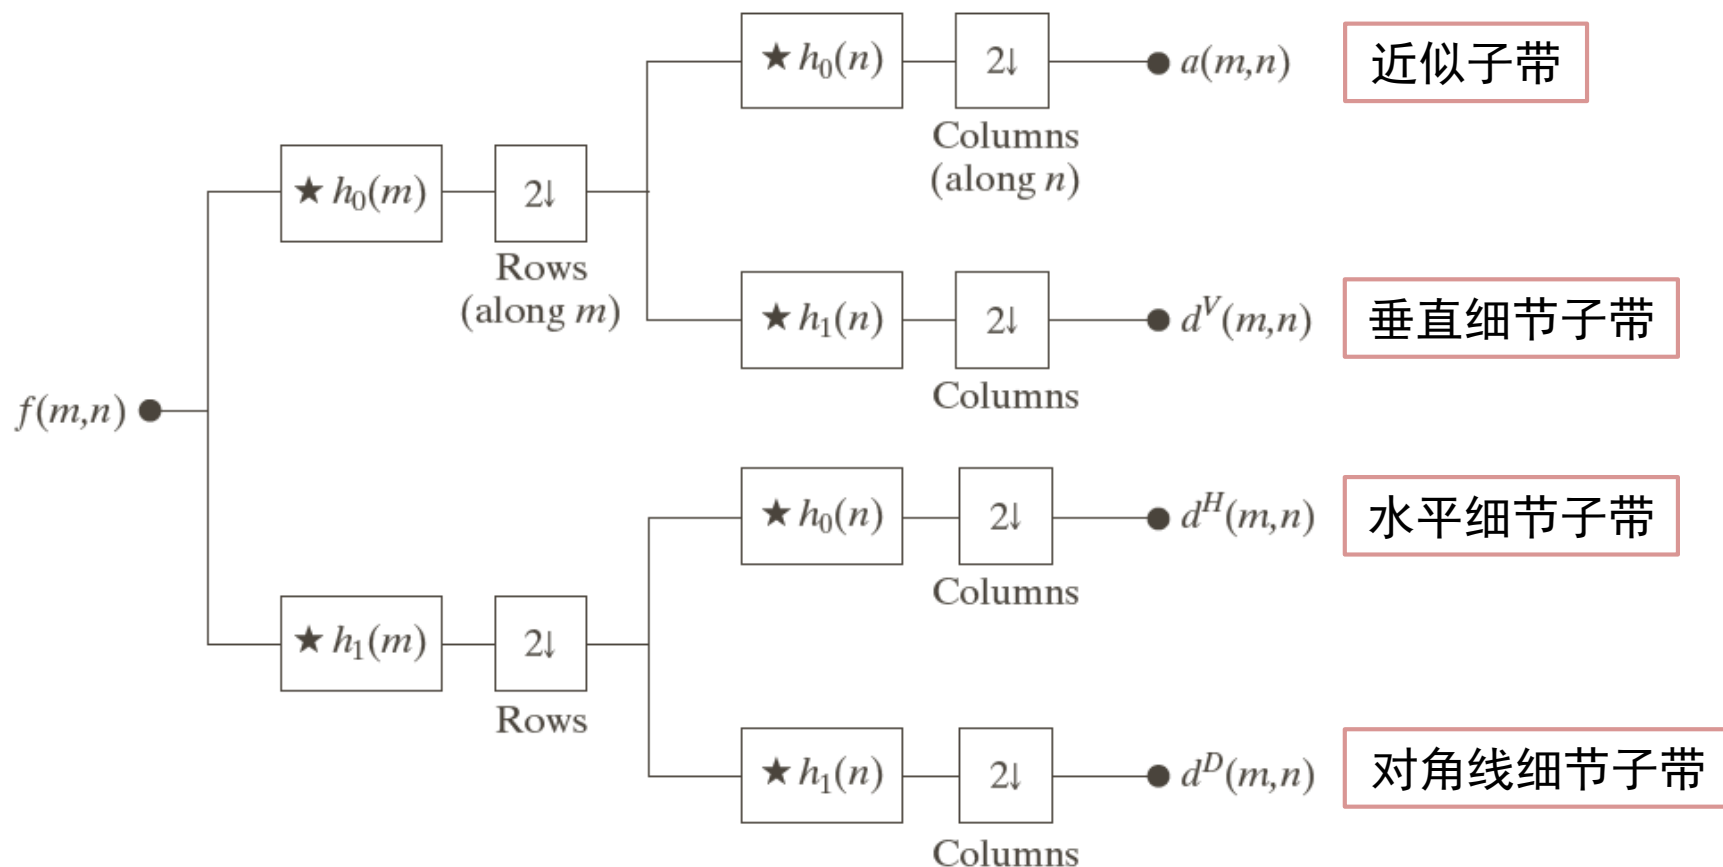 ★ h₀(n)
2↓
a(m,n)
近似子带
Columns
(along n)
★ h₀(m)
2↓
Rows
(along m)
★ h₁(n)
2↓
d^V(m,n)
垂直细节子带
Columns
f(m,n)
★ h₀(n)
2↓
d^H(m,n)
水平细节子带
Columns
★ h₁(m)
2↓
Rows
★ h₁(n)
2↓
d^D(m,n)
对角线细节子带
Columns